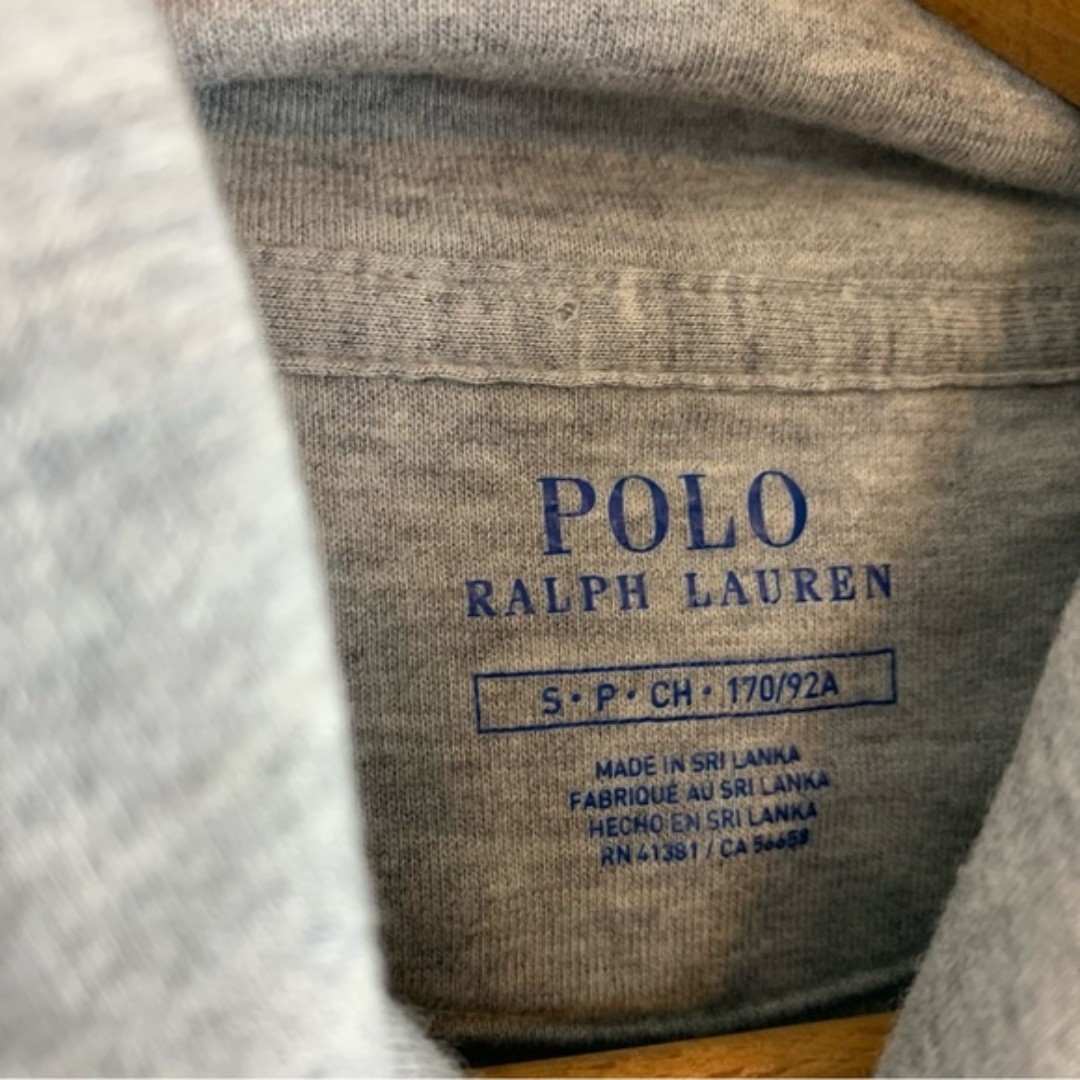 POLO
RALPH LAUREN
S • P • CH • 170/92A
MADE IN SRI LANKA
FABRIQUÉ AU SRI LANKA
HECHO EN SRI LANKA
RN 41381 / CA 56658